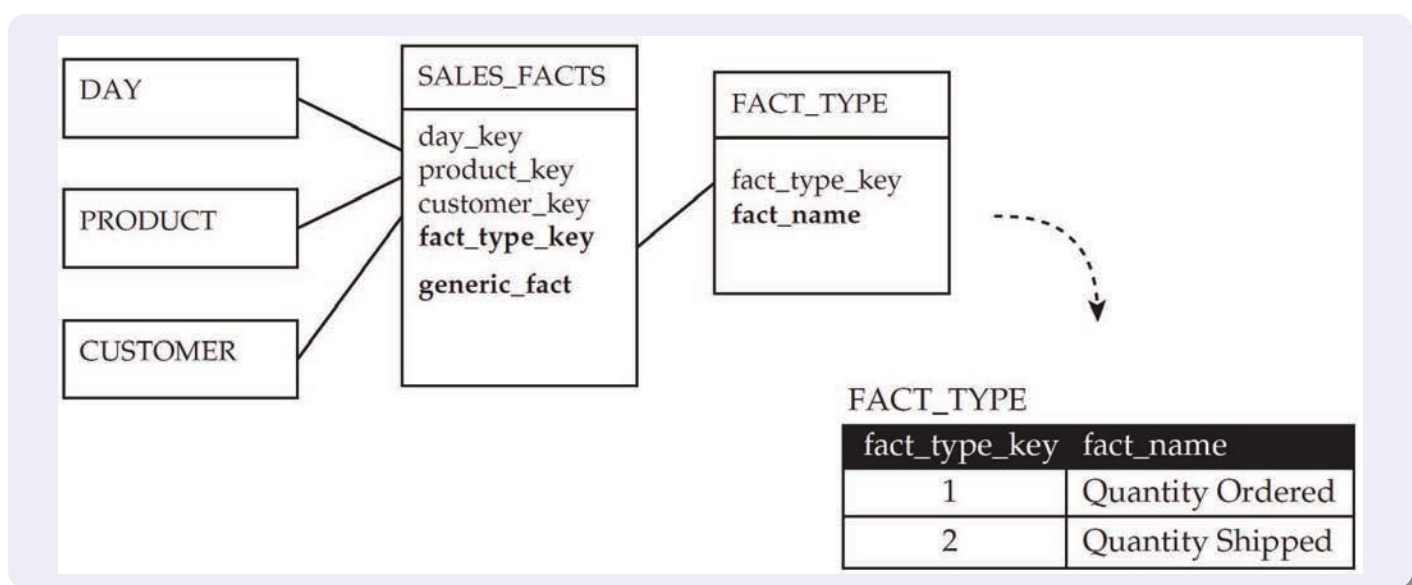 DAY
PRODUCT
CUSTOMER
SALES_FACTS
day_key
product_key
customer_key
fact_type_key
generic_fact
FACT_TYPE
fact_type_key
fact_name
FACT_TYPE
fact_type_key fact_name
1 Quantity Ordered
2 Quantity Shipped